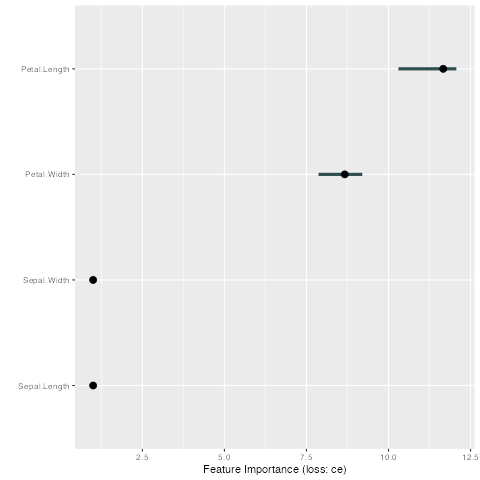 Petal.Length
Petal.Width
Sepal.Width
Sepal.Length
2.5 5.0 7.5 10.0 12.5
Feature Importance (loss: ce)